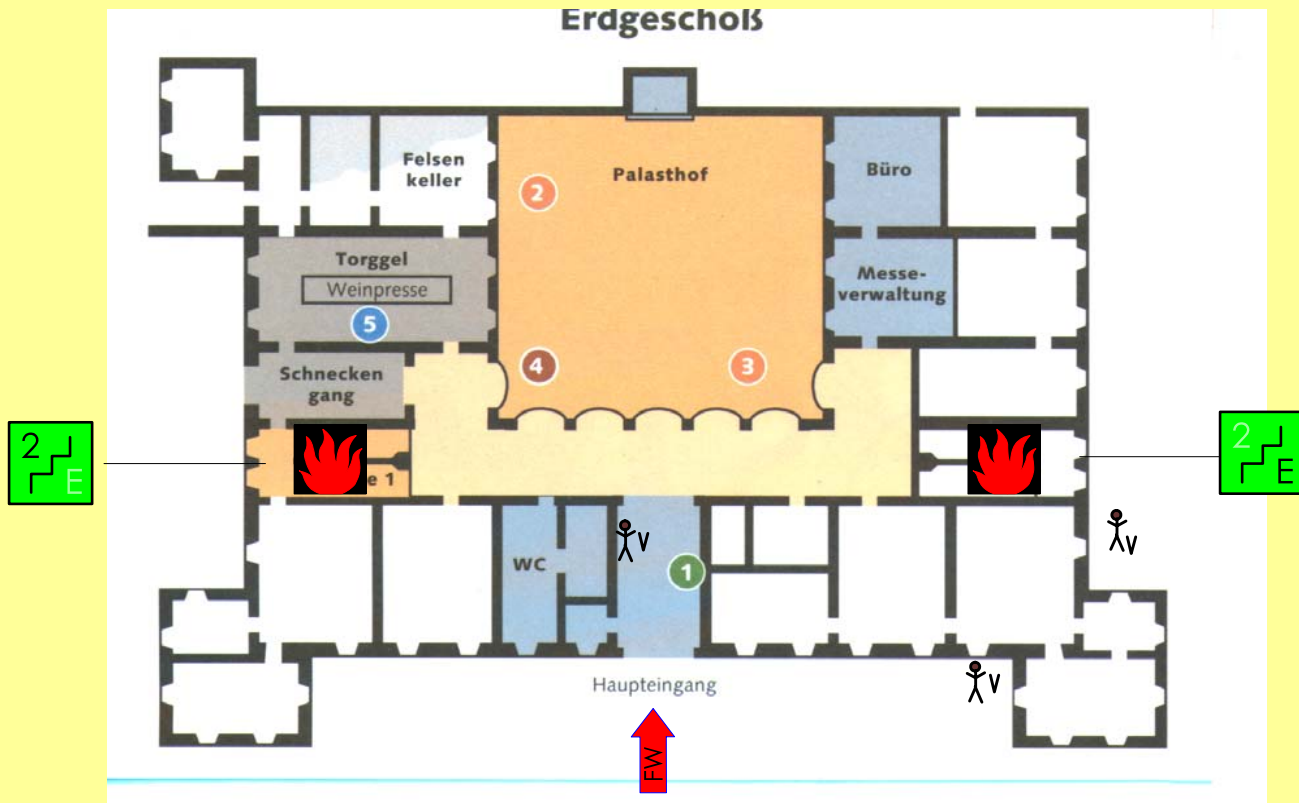 Erdgeschoß
Felsen
keller
2
Palasthof
Büro
Torggel
Weinpresse
5
Messe-
verwaltung
4
3
Schnecken
gang
2
E
e 1
2
E
V
V
WC
1
V
Haupteingang
FW